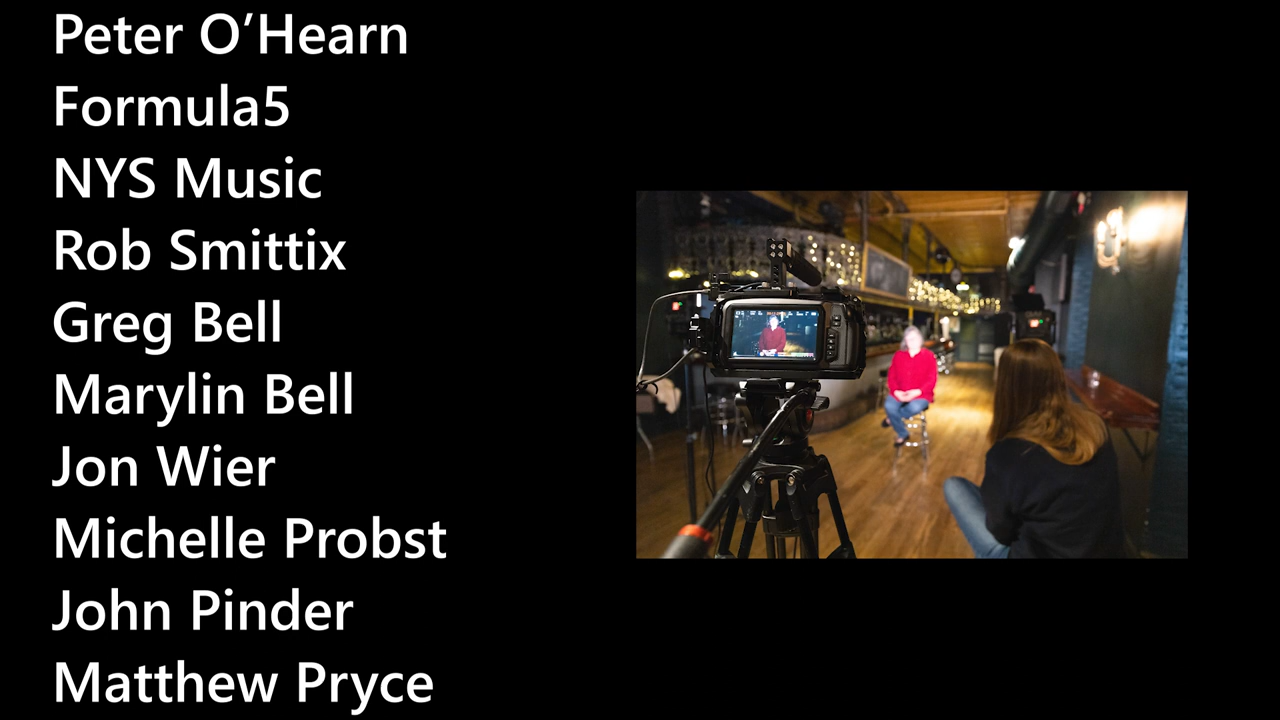 Peter O’Hearn
Formula5
NYS Music
Rob Smittix
Greg Bell
Marylin Bell
Jon Wier
Michelle Probst
John Pinder
Matthew Pryce